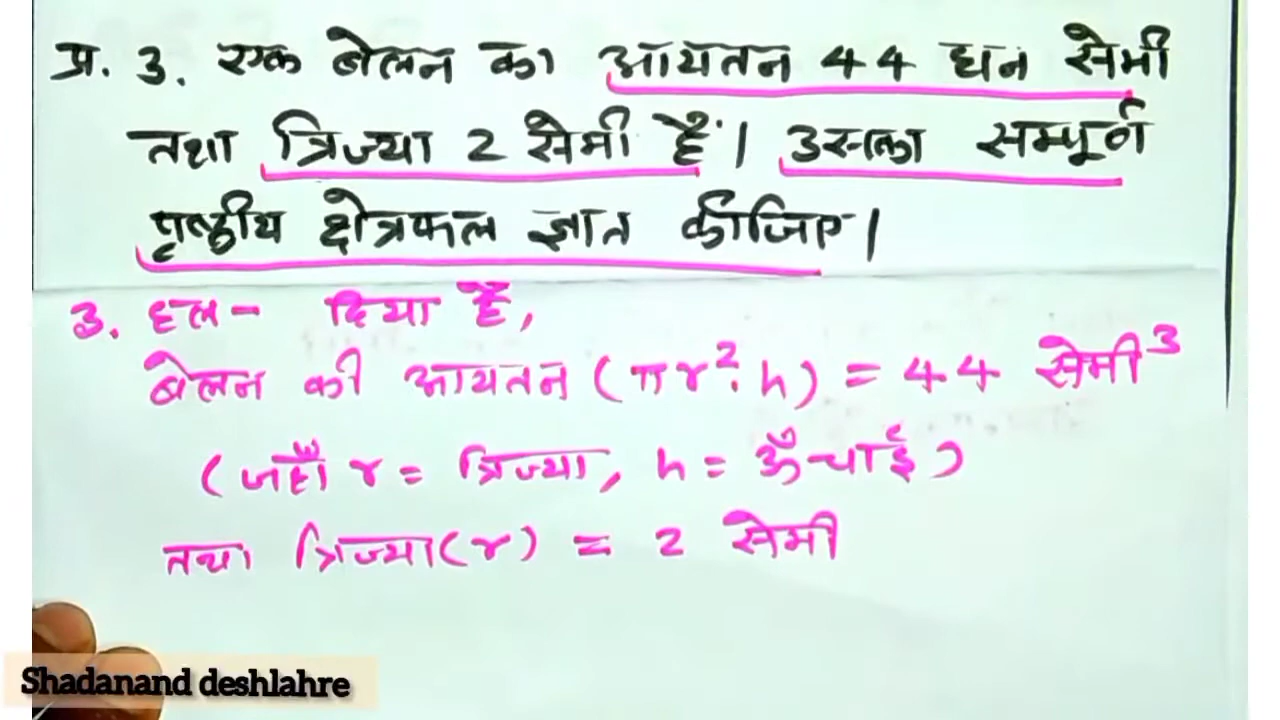 प्र. 3. एक बेलन का आयतन 44 घन सेमी
तथा त्रिज्या 2 सेमी हैं। उसका सम्पूर्ण
पृष्ठीय क्षेत्रफल ज्ञात कीजिए।
3. हल- दिया है,
बेलन की आयतन (πr².h) = 44 सेमी³
(जहाँ r = त्रिज्या, h = ऊँचाई)
तथा त्रिज्या(r) = 2 सेमी
Shadanand deshlahre